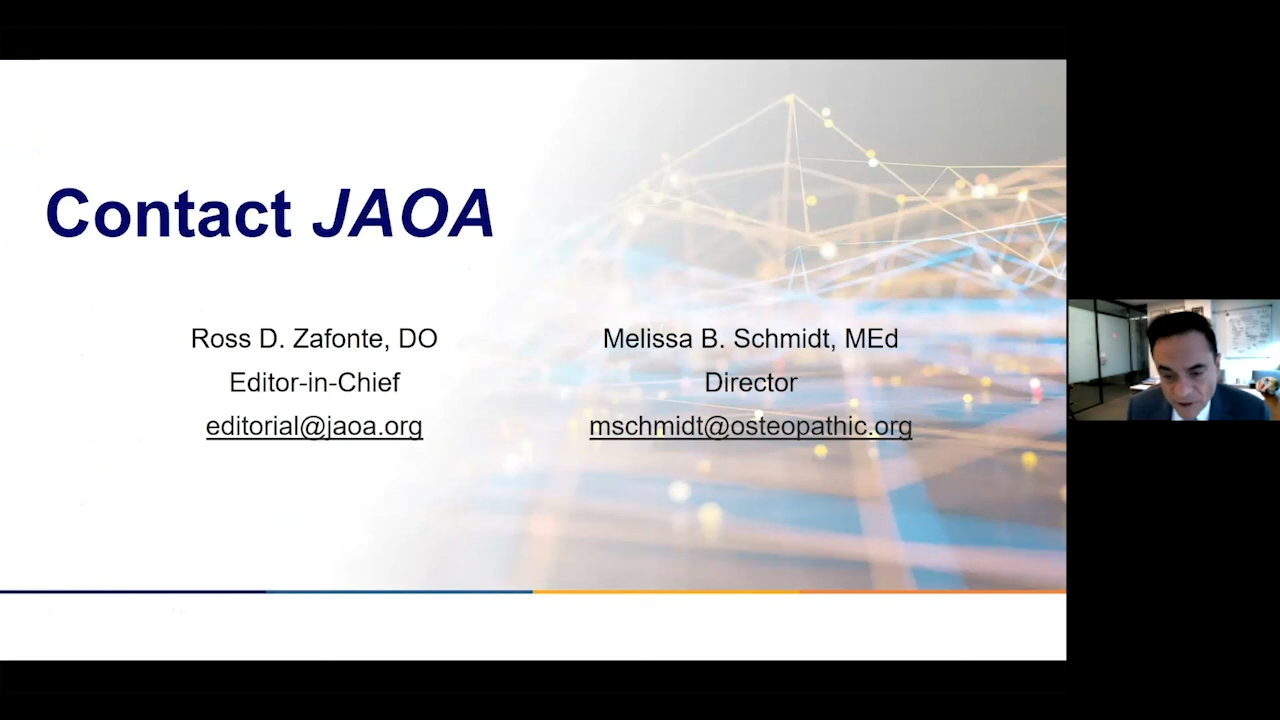 Contact JAOA
Ross D. Zafonte, DO
Editor-in-Chief
editorial@jaoa.org
Melissa B. Schmidt, MEd
Director
mschmidt@osteopathic.org